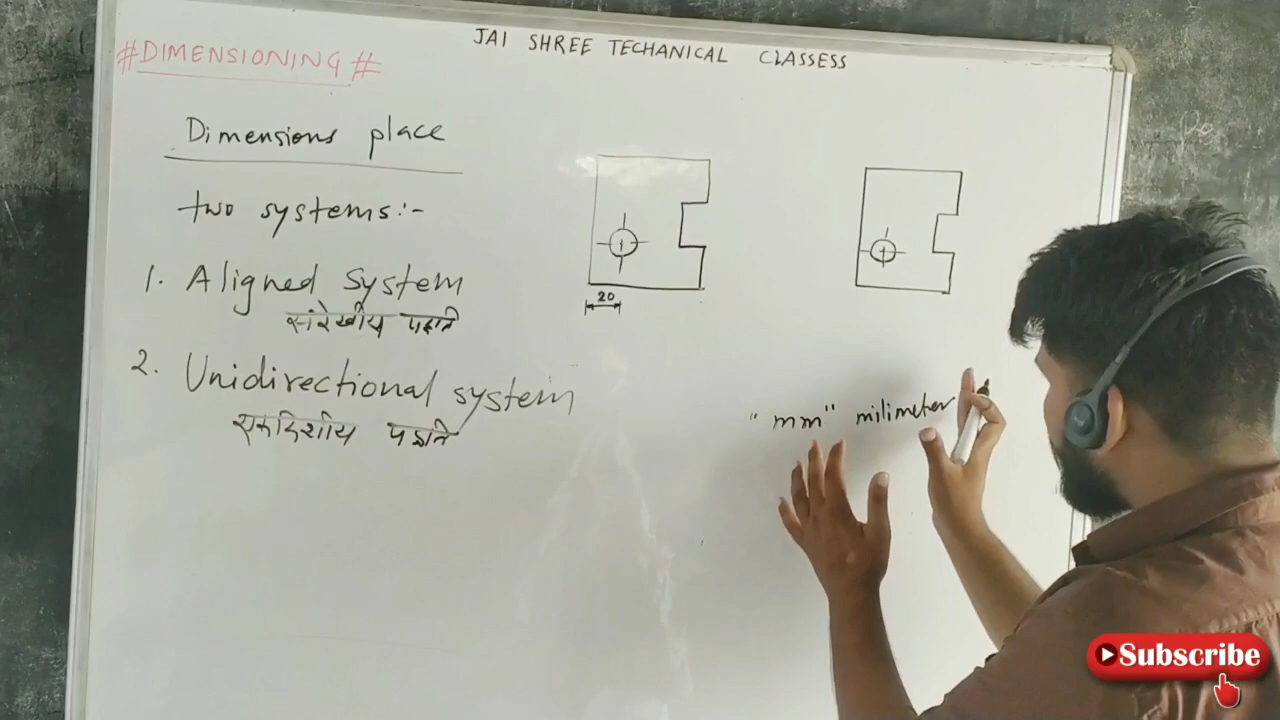 JAI SHREE TECHANICAL CLASSESS
#DIMENSIONING#
Dimensions place
two systems:-
1. Aligned System
सांरेखीय पद्धति
2. Unidirectional system
एकदिशीय पद्धति
20
"mm" milimeter
Subscribe